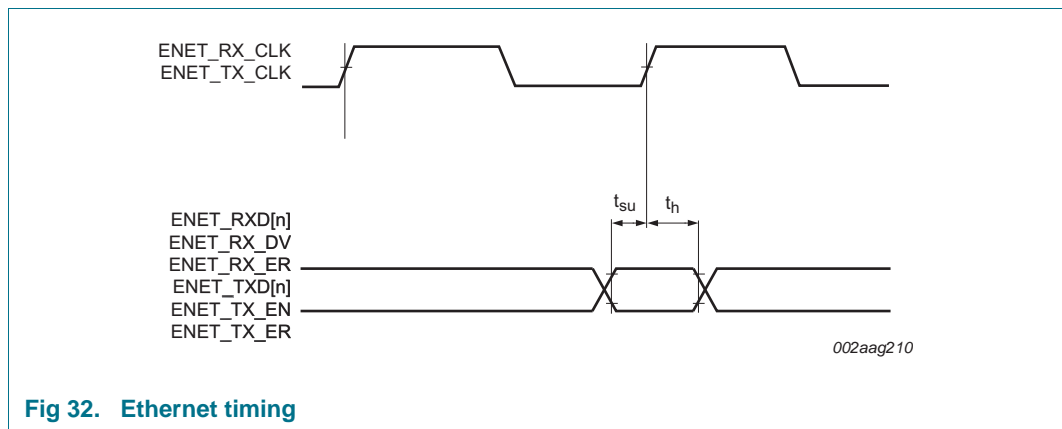 ENET_RX_CLK
ENET_TX_CLK
tsu
th
ENET_RXD[n]
ENET_RX_DV
ENET_RX_ER
ENET_TXD[n]
ENET_TX_EN
ENET_TX_ER
002aag210
Fig 32. Ethernet timing